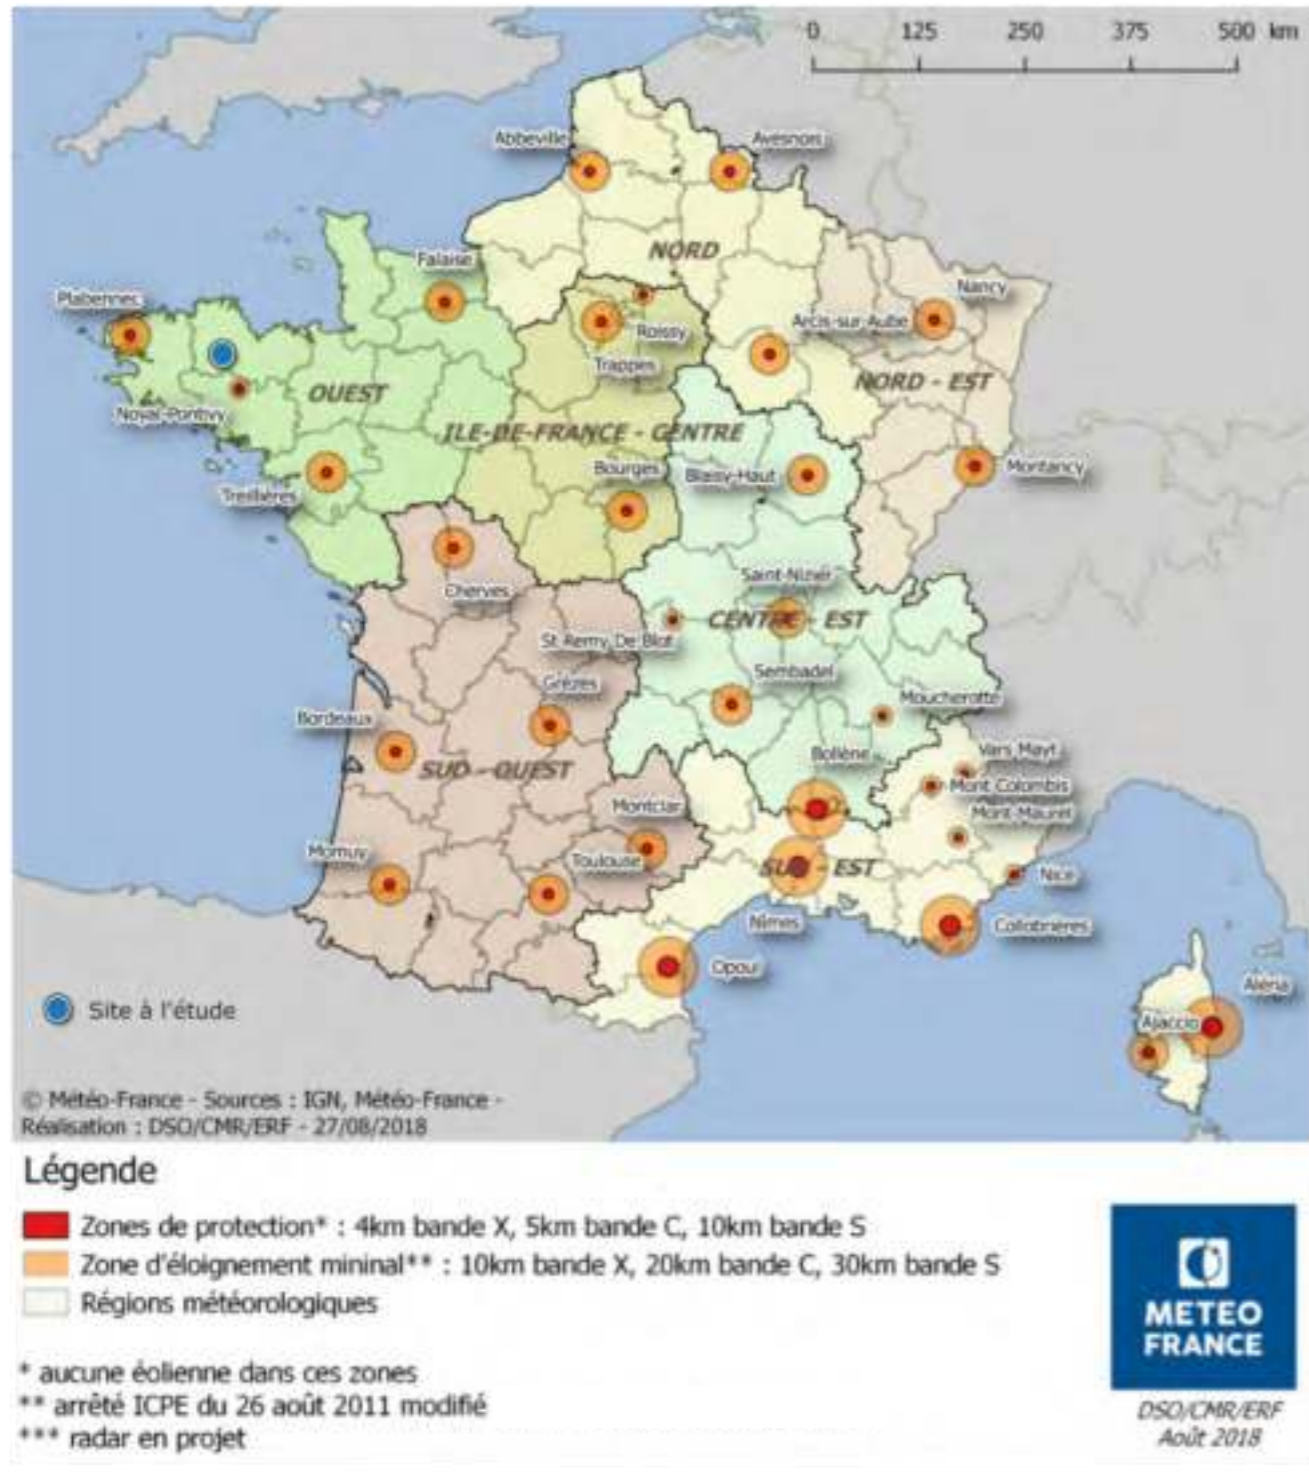 0 125 250 375 500 km
Abbeville
Avesnois
NORD
Falaise
Nancy
Plabennec
Roissy
Arcis-sur-Aube
Trappes
OUEST
NORD - EST
Noyal-Pontivy
ILE-DE-FRANCE - CENTRE
Bourges
Blaisy-Haut
Montancy
Treillières
Saint-Nizier
Cherves
CENTRE - EST
St Remy De Blot
Sembadel
Grèzes
Moucherotte
Bordeaux
Bollène
Vars Mayt
SUD - OUEST
Mont Colombis
Montclar
Mont-Maurel
Momuy
Toulouse
SUD - EST
Nice
Nîmes
Collobrières
Opoul
Aléria
Site à l'étude
Ajaccio
© Météo-France - Sources : IGN, Météo-France -
Réalisation : DSO/CMR/ERF - 27/08/2018
Légende
Zones de protection* : 4km bande X, 5km bande C, 10km bande S
Zone d'éloignement mininal** : 10km bande X, 20km bande C, 30km bande S
Régions météorologiques
* aucune éolienne dans ces zones
** arrêté ICPE du 26 août 2011 modifié
*** radar en projet
METEO
FRANCE
DSO/CMR/ERF
Août 2018